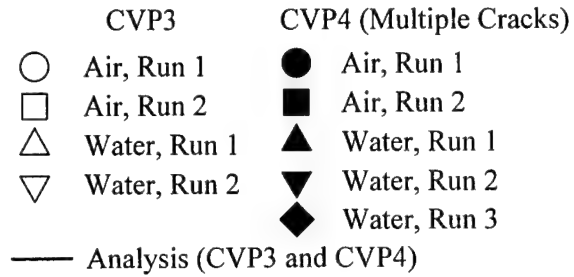 CVP3 CVP4 (Multiple Cracks)
Air, Run 1 Air, Run 1
Air, Run 2 Air, Run 2
Water, Run 1 Water, Run 1
Water, Run 2 Water, Run 2
Water, Run 3
Analysis (CVP3 and CVP4)